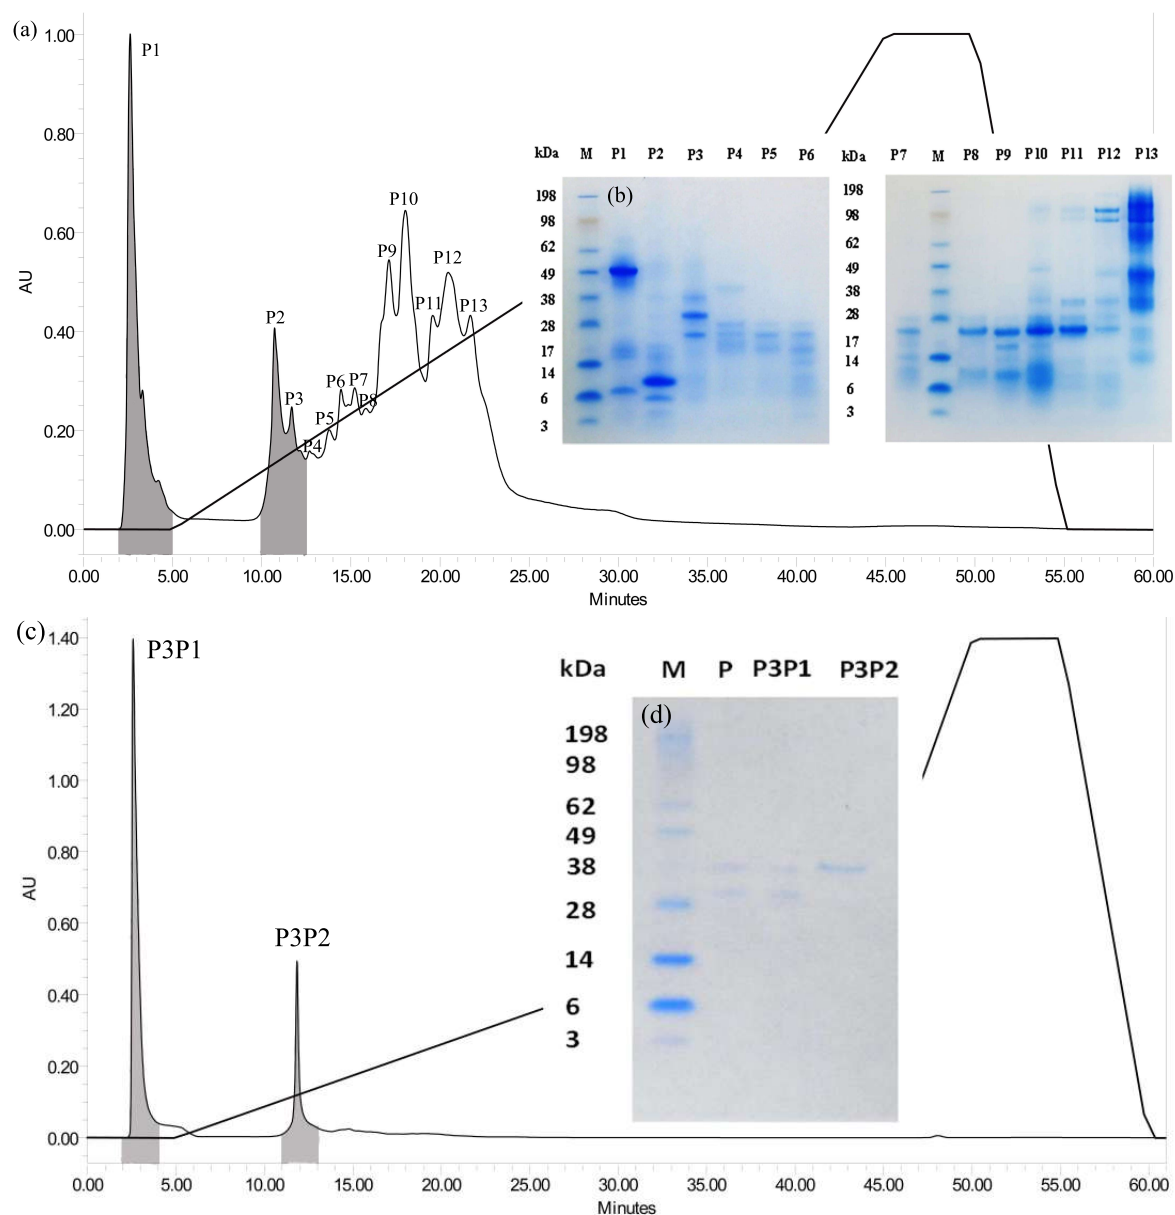 (a)
1.00
0.80
0.60
0.40
0.20
0.00
AU
P1
P2
P3
P4
P5
P6
P7
P8
P9
P10
P11
P12
P13
0.00 5.00 10.00 15.00 20.00 25.00 30.00 35.00 40.00 45.00 50.00 55.00 60.00
Minutes
(b)
kDa M P1 P2 P3 P4 P5 P6
198
98
62
49
38
28
17
14
6
3
kDa P7 M P8 P9 P10 P11 P12 P13
198
98
62
49
38
28
17
14
6
3
(c)
1.40
1.20
1.00
0.80
0.60
0.40
0.20
0.00
AU
P3P1
P3P2
0.00 5.00 10.00 15.00 20.00 25.00 30.00 35.00 40.00 45.00 50.00 55.00 60.00
Minutes
(d)
kDa M P P3P1 P3P2
198
98
62
49
38
28
14
6
3